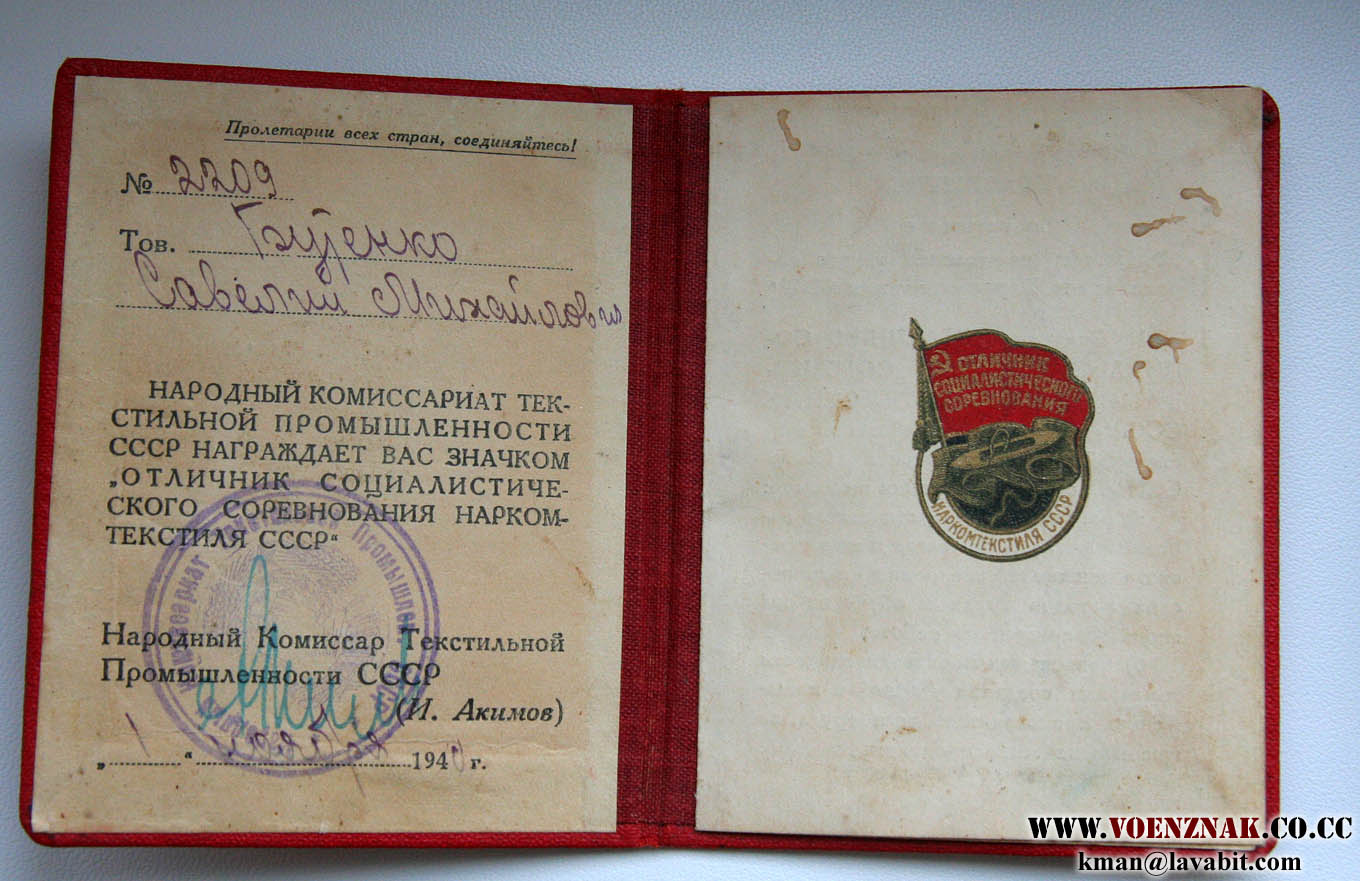 Пролетарии всех стран, соединяйтесь!
№ 2209
Тов. Буценко
Савелий Михайлович
НАРОДНЫЙ КОМИССАРИАТ ТЕК-
СТИЛЬНОЙ ПРОМЫШЛЕННОСТИ
СССР НАГРАЖДАЕТ ВАС ЗНАЧКОМ
„ОТЛИЧНИК СОЦИАЛИСТИЧЕ-
СКОГО СОРЕВНОВАНИЯ НАРКОМ-
ТЕКСТИЛЯ СССР“
Народный Комиссар Текстильной
Промышленности СССР
(И. Акимов)
„1“ 194 г.
ОТЛИЧНИК
СОЦИАЛИСТИЧЕСКОГО
СОРЕВНОВАНИЯ
НАРКОМТЕКСТИЛЯ СССР
WWW.VOENZNAK.CO.CC
kman@lavabit.com